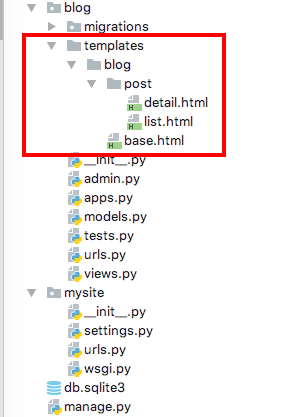 blog
migrations
templates
blog
post
detail.html
list.html
base.html
__init__.py
admin.py
apps.py
models.py
tests.py
urls.py
views.py
mysite
__init__.py
settings.py
urls.py
wsgi.py
db.sqlite3
manage.py